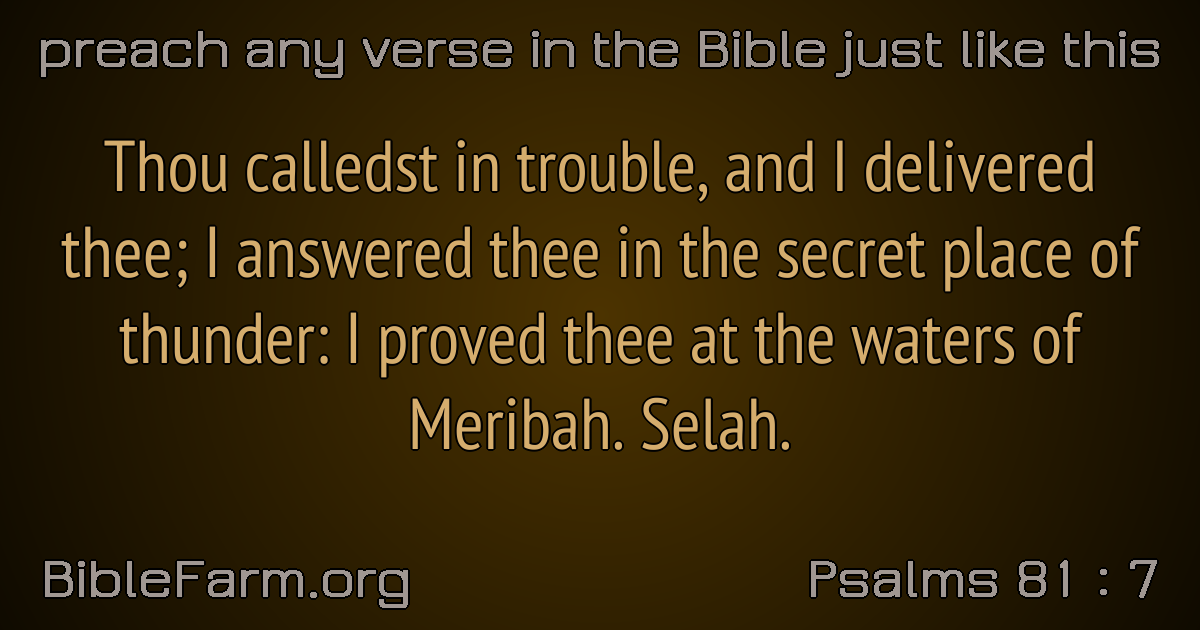 preach any verse in the Bible just like this
Thou calledst in trouble, and I delivered
thee; I answered thee in the secret place of
thunder: I proved thee at the waters of
Meribah. Selah.
BibleFarm.org
Psalms 81 : 7